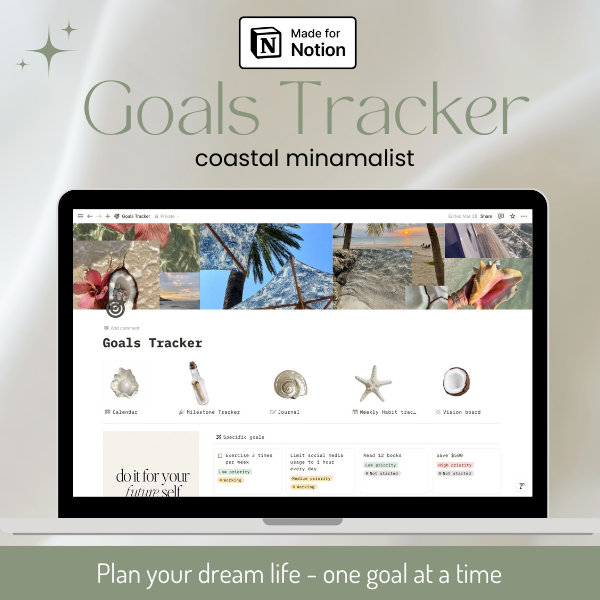 Made for
Notion
Goals Tracker
coastal minamalist
Goals Tracker Private
Edited Mar 28 Share
Add comment
Goals Tracker
Calendar
Milestone Tracker
Journal
Weekly Habit trac...
Vision board
do it for your
future self
Specific goals
Exercise 3 times
per week
Low priority
Working
Limit social media
usage to 1 hour
every day
Medium priority
Working
Read 12 books
Low priority
Not started
Save $500
High priority
Not started
Plan your dream life - one goal at a time